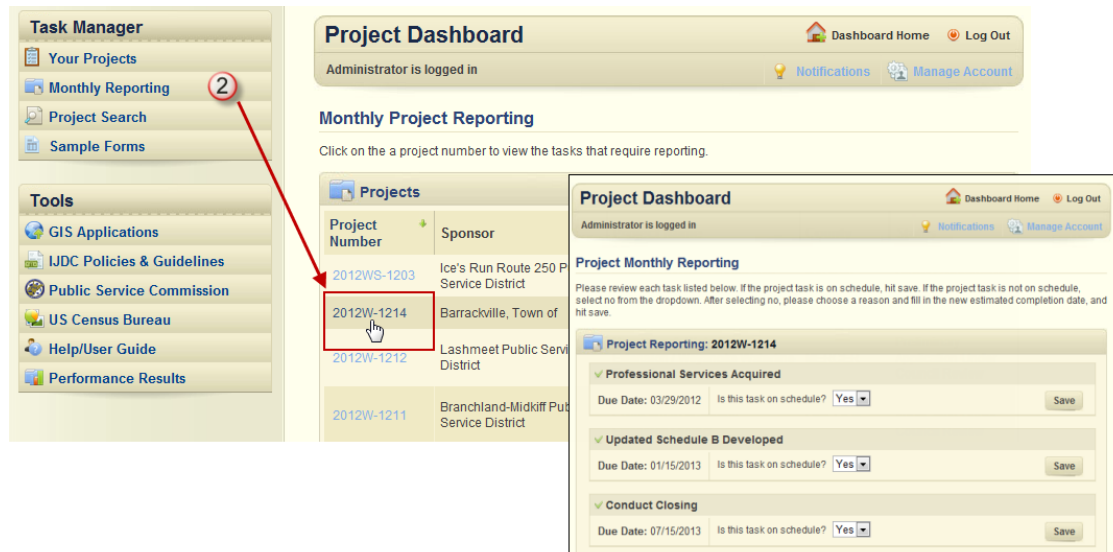 Task Manager
Your Projects
Monthly Reporting
Project Search
Sample Forms
Tools
GIS Applications
IJDC Policies & Guidelines
Public Service Commission
US Census Bureau
Help/User Guide
Performance Results
2
Project Dashboard
Dashboard Home Log Out
Administrator is logged in
Notifications Manage Account
Monthly Project Reporting
Click on the a project number to view the tasks that require reporting.
Projects
Project
Number
Sponsor
2012WS-1203
Ice's Run Route 250 P
Service District
2012W-1214
Barrackville, Town of
2012W-1212
Lashmeet Public Servi
District
2012W-1211
Branchland-Midkiff Pub
Service District
Project Dashboard
Dashboard Home Log Out
Administrator is logged in
Notifications Manage Account
Project Monthly Reporting
Please review each task listed below. If the project task is on schedule, hit save. If the project task is not on schedule,
select no from the dropdown. After selecting no, please choose a reason and fill in the new estimated completion date, and
hit save.
Project Reporting: 2012W-1214
Professional Services Acquired
Due Date: 03/29/2012 Is this task on schedule? Yes Save
Updated Schedule B Developed
Due Date: 01/15/2013 Is this task on schedule? Yes Save
Conduct Closing
Due Date: 07/15/2013 Is this task on schedule? Yes Save